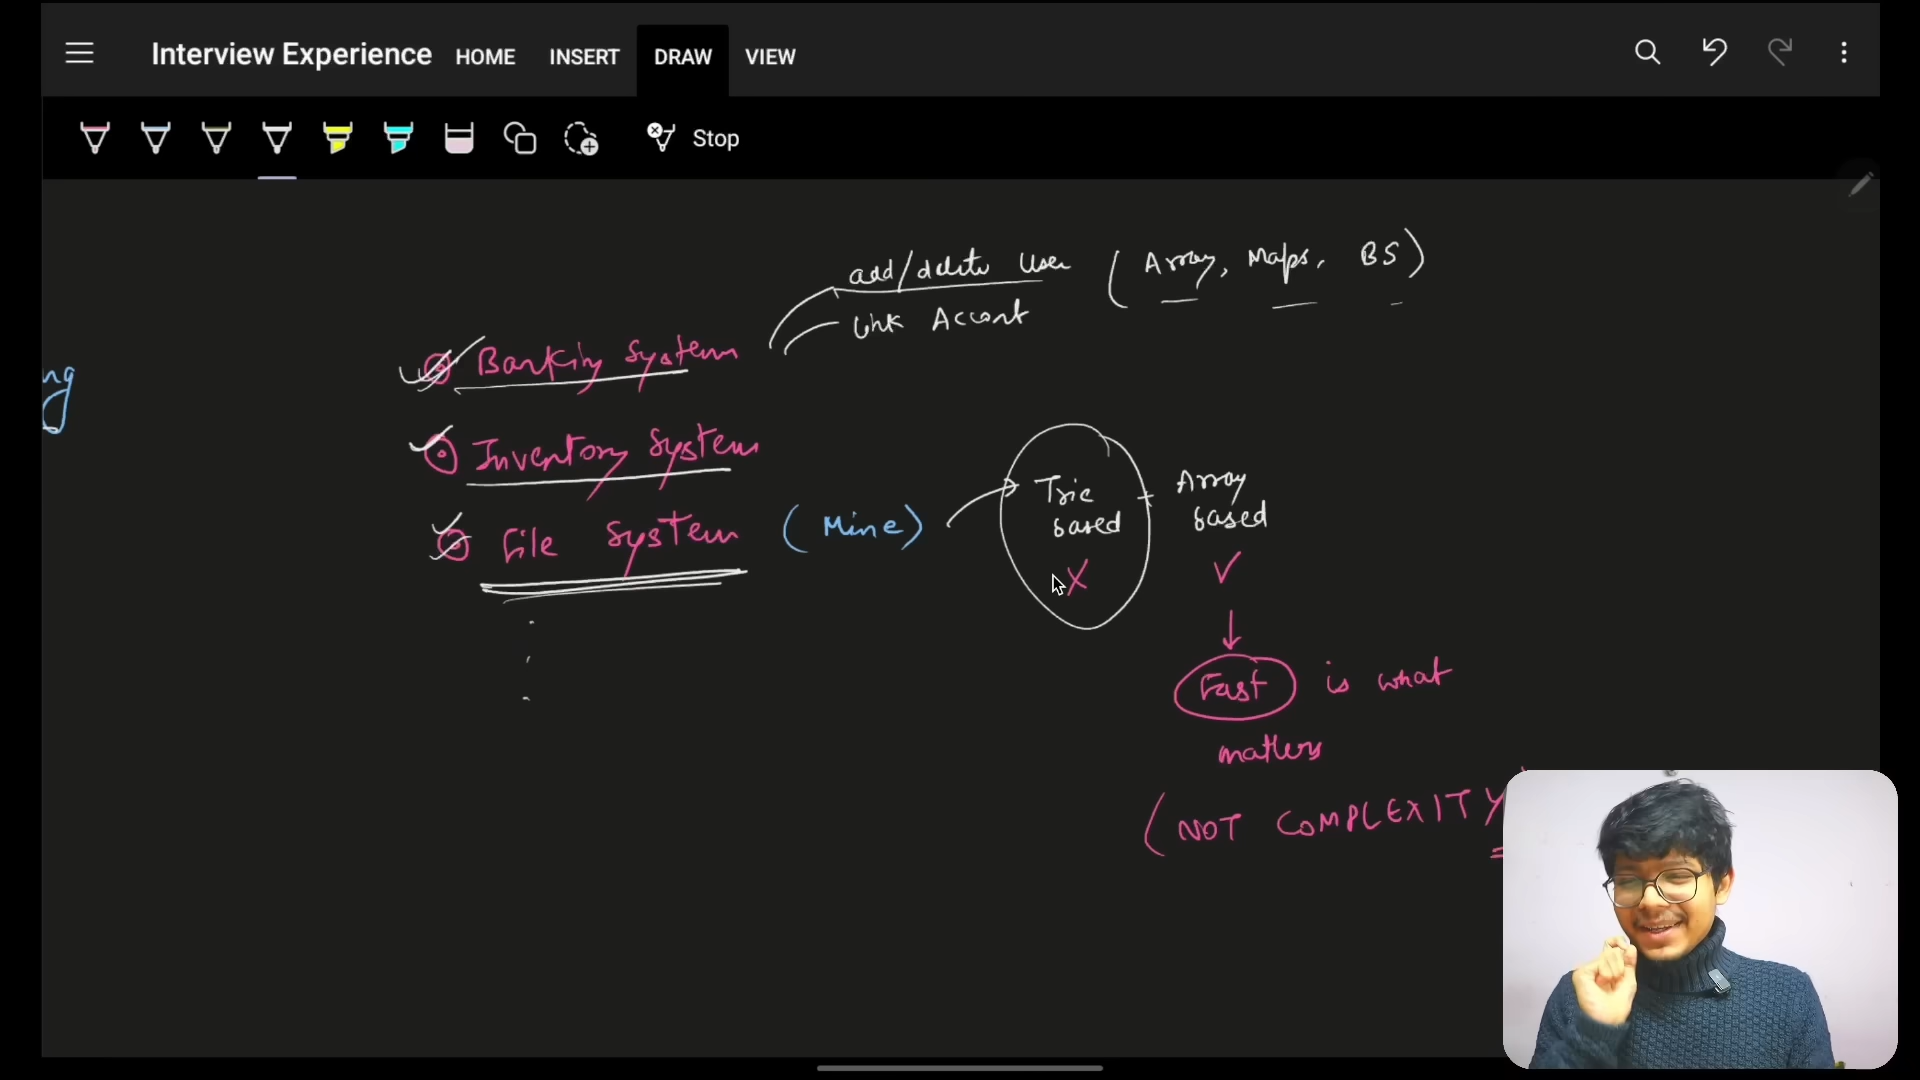 Interview Experience HOME INSERT DRAW VIEW
Stop
add/delete User (Array, Maps, BS)
link Account
ng
Banking System
Inventory System
File System (Mine)
Trie based + Array based
X ✓
↓
Fast is what
matters
(NOT COMPLEXITY